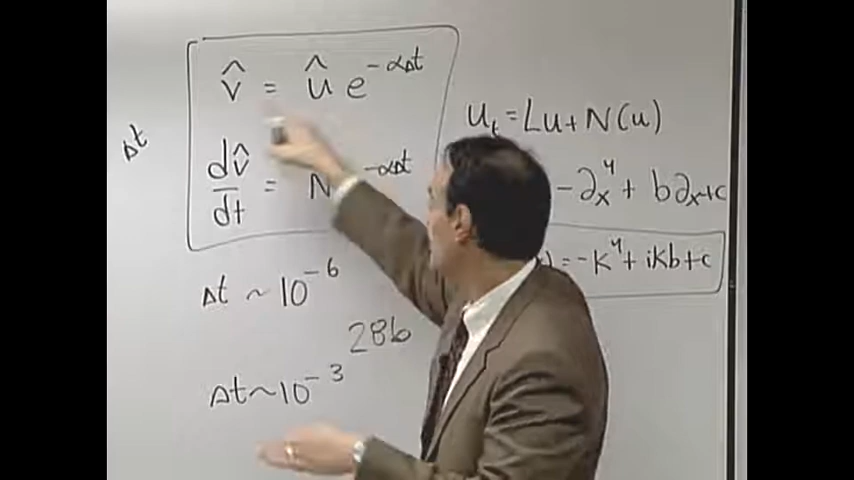 v̂ = û e^{-αΔt}
Δt
dv̂/dt = N e^{-αΔt}
Δt ~ 10^{-6}
286
Δt ~ 10^{-3}
U_t = Lu + N(u)
-∂_x^4 + b∂_x + c
= -k^4 + ikb + c